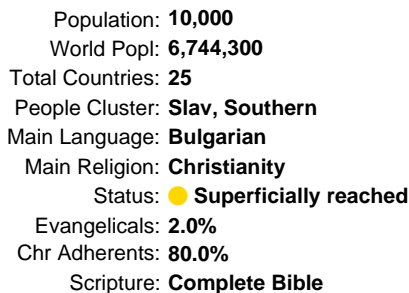 Population: 10,000
World Popl: 6,744,300
Total Countries: 25
People Cluster: Slav, Southern
Main Language: Bulgarian
Main Religion: Christianity
Status: Superficially reached
Evangelicals: 2.0%
Chr Adherents: 80.0%
Scripture: Complete Bible